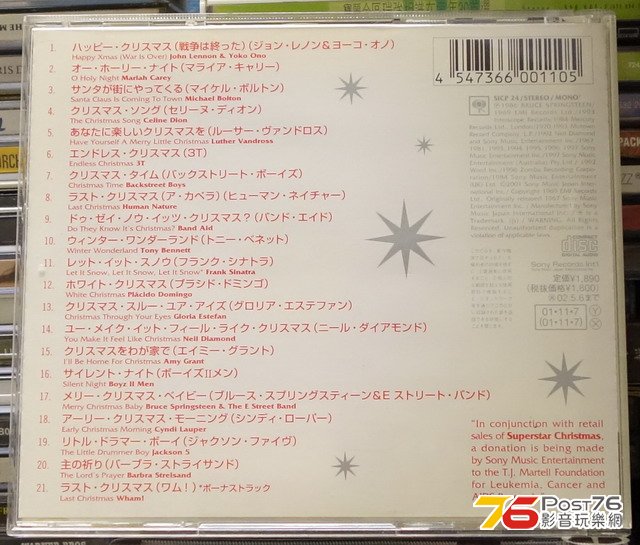 1. ハッピー・クリスマス（戦争は終った）（ジョン・レノン＆ヨーコ・オノ）
Happy Xmas (War Is Over) John Lennon & Yoko Ono
2. オー・ホーリー・ナイト（マライア・キャリー）
O Holy Night Mariah Carey
3. サンタが街にやってくる（マイケル・ボルトン）
Santa Claus Is Coming To Town Michael Bolton
4. クリスマス・ソング（セリーヌ・ディオン）
The Christmas Song Celine Dion
5. あなたに楽しいクリスマスを（ルーサー・ヴァンドロス）
Have Yourself A Merry Little Christmas Luther Vandross
6. エンドレス・クリスマス（3T）
Endless Christmas 3T
7. クリスマス・タイム（バックストリート・ボーイズ）
Christmas Time Backstreet Boys
8. ラスト・クリスマス（ア・カペラ）（ヒューマン・ネイチャー）
Last Christmas Human Nature
9. ドゥ・ゼイ・ノウ・イッツ・クリスマス？（バンド・エイド）
Do They Know It's Christmas? Band Aid
10. ウィンター・ワンダーランド（トニー・ベネット）
Winter Wonderland Tony Bennett
11. レット・イット・スノウ（フランク・シナトラ）
Let It Snow, Let It Snow, Let It Snow Frank Sinatra
12. ホワイト・クリスマス（プラシド・ドミンゴ）
White Christmas Plácido Domingo
13. クリスマス・スルー・ユア・アイズ（グロリア・エステファン）
Christmas Through Your Eyes Gloria Estefan
14. ユー・メイク・イット・フィール・ライク・クリスマス（ニール・ダイアモンド）
You Make It Feel Like Christmas Neil Diamond
15. クリスマスをわが家で（エイミー・グラント）
I'll Be Home For Christmas Amy Grant
16. サイレント・ナイト（ボーイズⅡメン）
Silent Night Boyz II Men
17. メリー・クリスマス・ベイビー（ブルース・スプリングスティーン＆E ストリート・バンド）
Merry Christmas Baby Bruce Springsteen & The E Street Band
18. アーリー・クリスマス・モーニング（シンディ・ローパー）
Early Christmas Morning Cyndi Lauper
19. リトル・ドラマー・ボーイ（ジャクソン・ファイヴ）
The Little Drummer Boy Jackson 5
20. 主の祈り（バーブラ・ストライサンド）
The Lord's Prayer Barbra Streisand
21. ラスト・クリスマス（ワム！）*ボーナストラック
Last Christmas Wham!
4 547366 001105
SICP 24/STEREO/MONO
disc
DIGITAL AUDIO
Sony Records Int'l
定価¥1,890
（税抜価格¥1,800）
02・5・8まで
(01・11・7) Y
(01・11・7)
"In conjunction with retail
sales of Superstar Christmas,
a donation is being made
by Sony Music Entertainment
to the T.J. Martell Foundation
for Leukemia, Cancer and
76 Post76
影音玩樂網